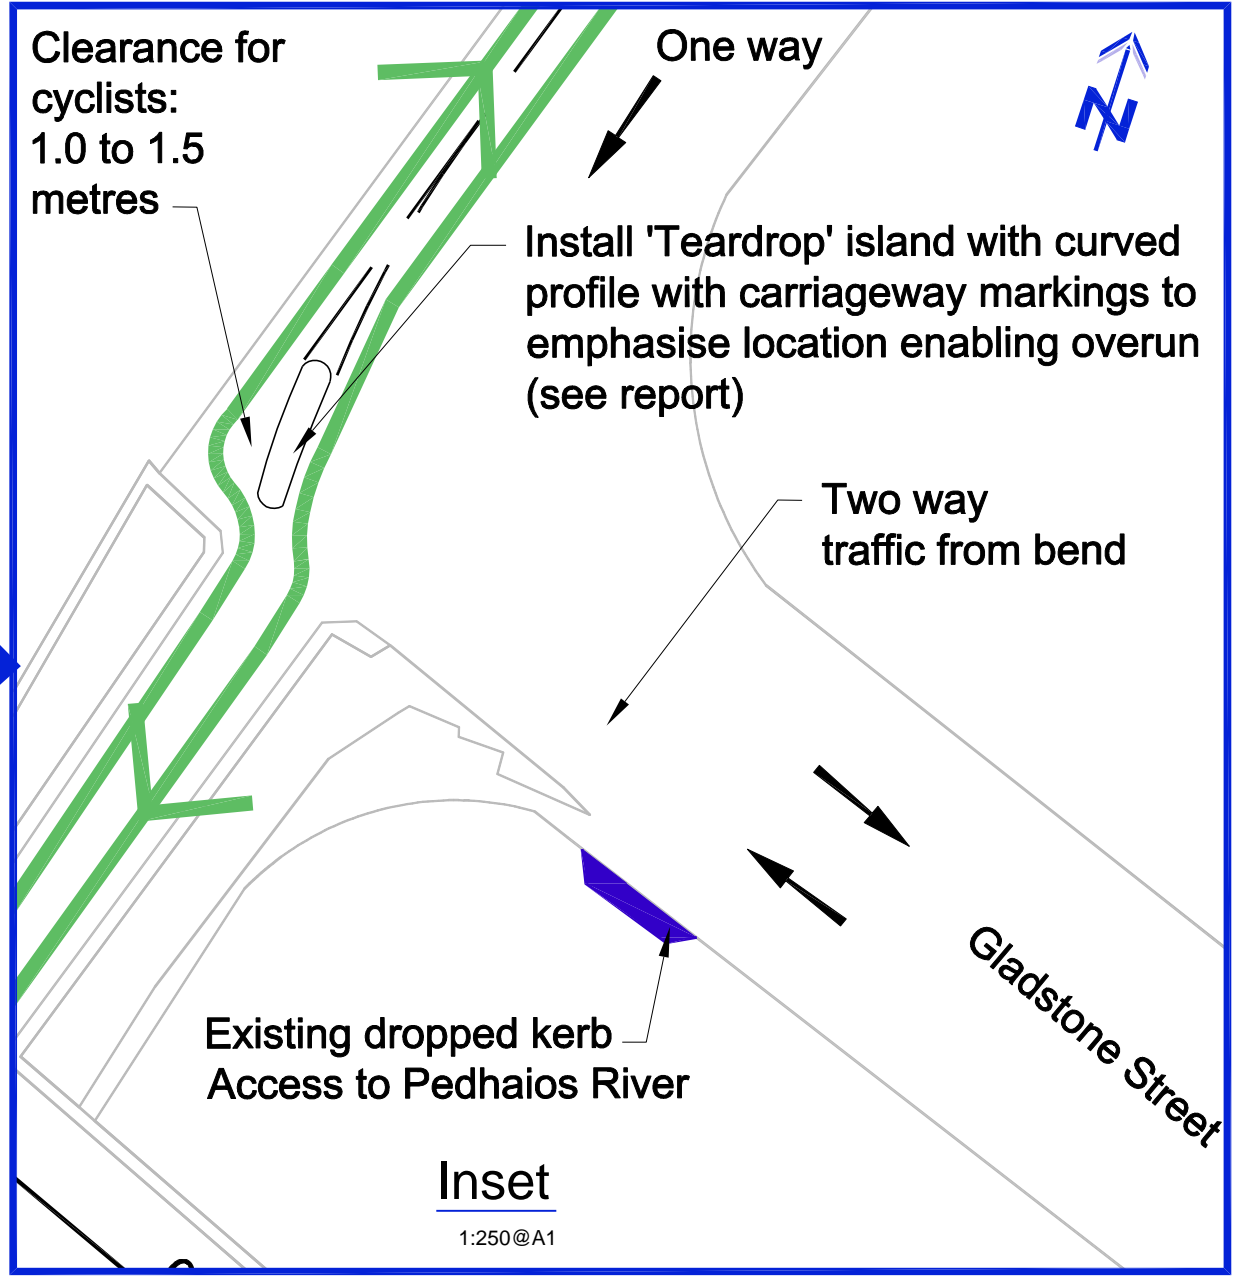 Clearance for
cyclists:
1.0 to 1.5
metres
One way
N
Install 'Teardrop' island with curved
profile with carriageway markings to
emphasise location enabling overun
(see report)
Two way
traffic from bend
Gladstone Street
Existing dropped kerb
Access to Pedhaios River
Inset
1:250@A1